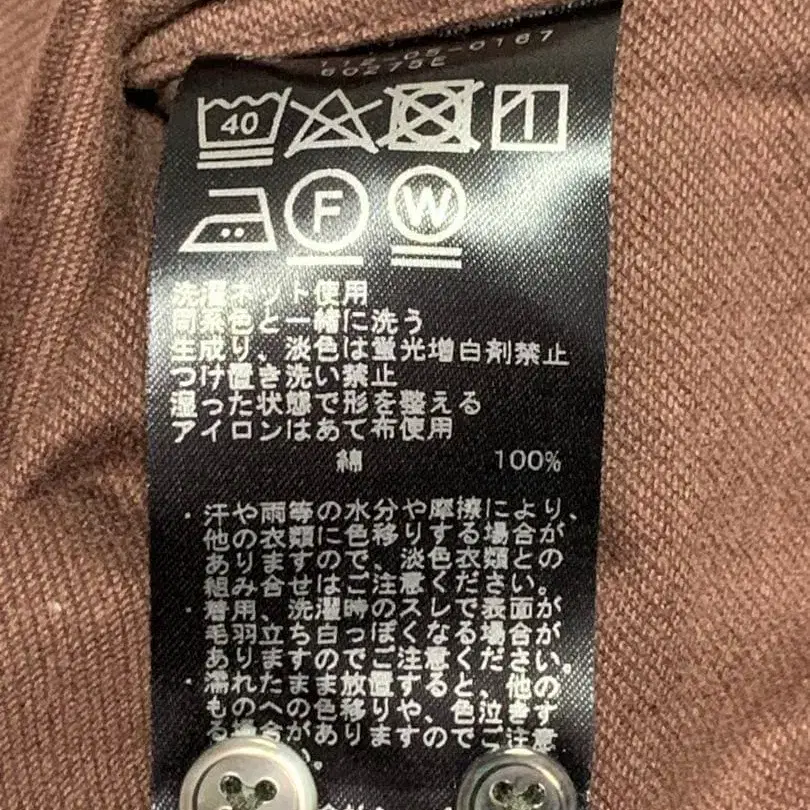 60273E
40
F W
洗濯ネット使用
同系色と一緒に洗う
生成り、淡色は蛍光増白剤禁止
つけ置き洗い禁止
湿った状態で形を整える
アイロンはあて布使用
綿 100%
・汗や雨等の水分や摩擦により、
他の衣類に色移りする場合が
ありますので、淡色衣類との
組み合せはご注意ください。
・着用、洗濯時のスレで表面が
毛羽立ち白っぽくなる場合が
ありますのでご注意ください。
・濡れたまま放置すると、他の
ものへの色移りや、色泣きす
る場合がありますのでご注意